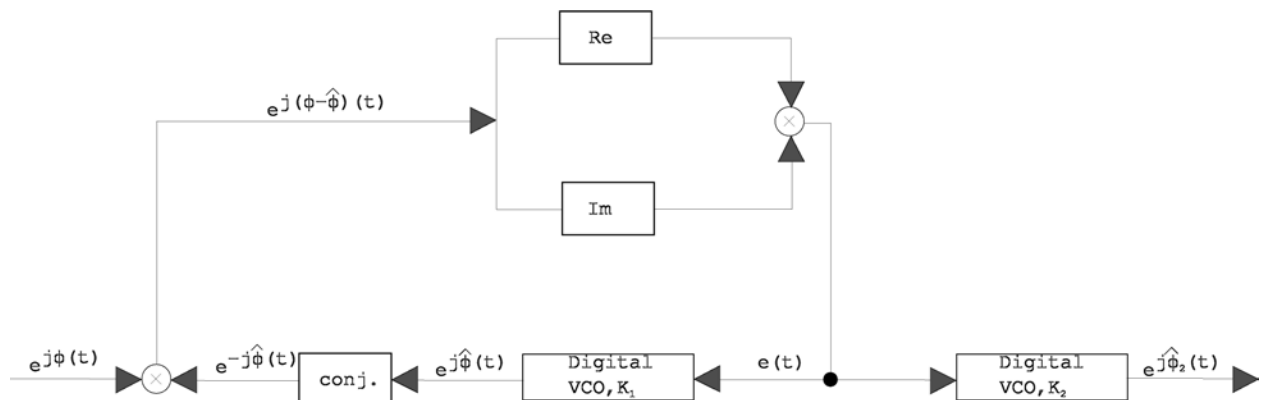 Re
e^{j(ϕ-ϕ̂)(t)}
×
Im
e^{jϕ(t)}
×
e^{-jϕ̂(t)}
conj.
e^{jϕ̂(t)}
Digital
VCO,K₁
e(t)
Digital
VCO,K₂
e^{jϕ̂₂(t)}